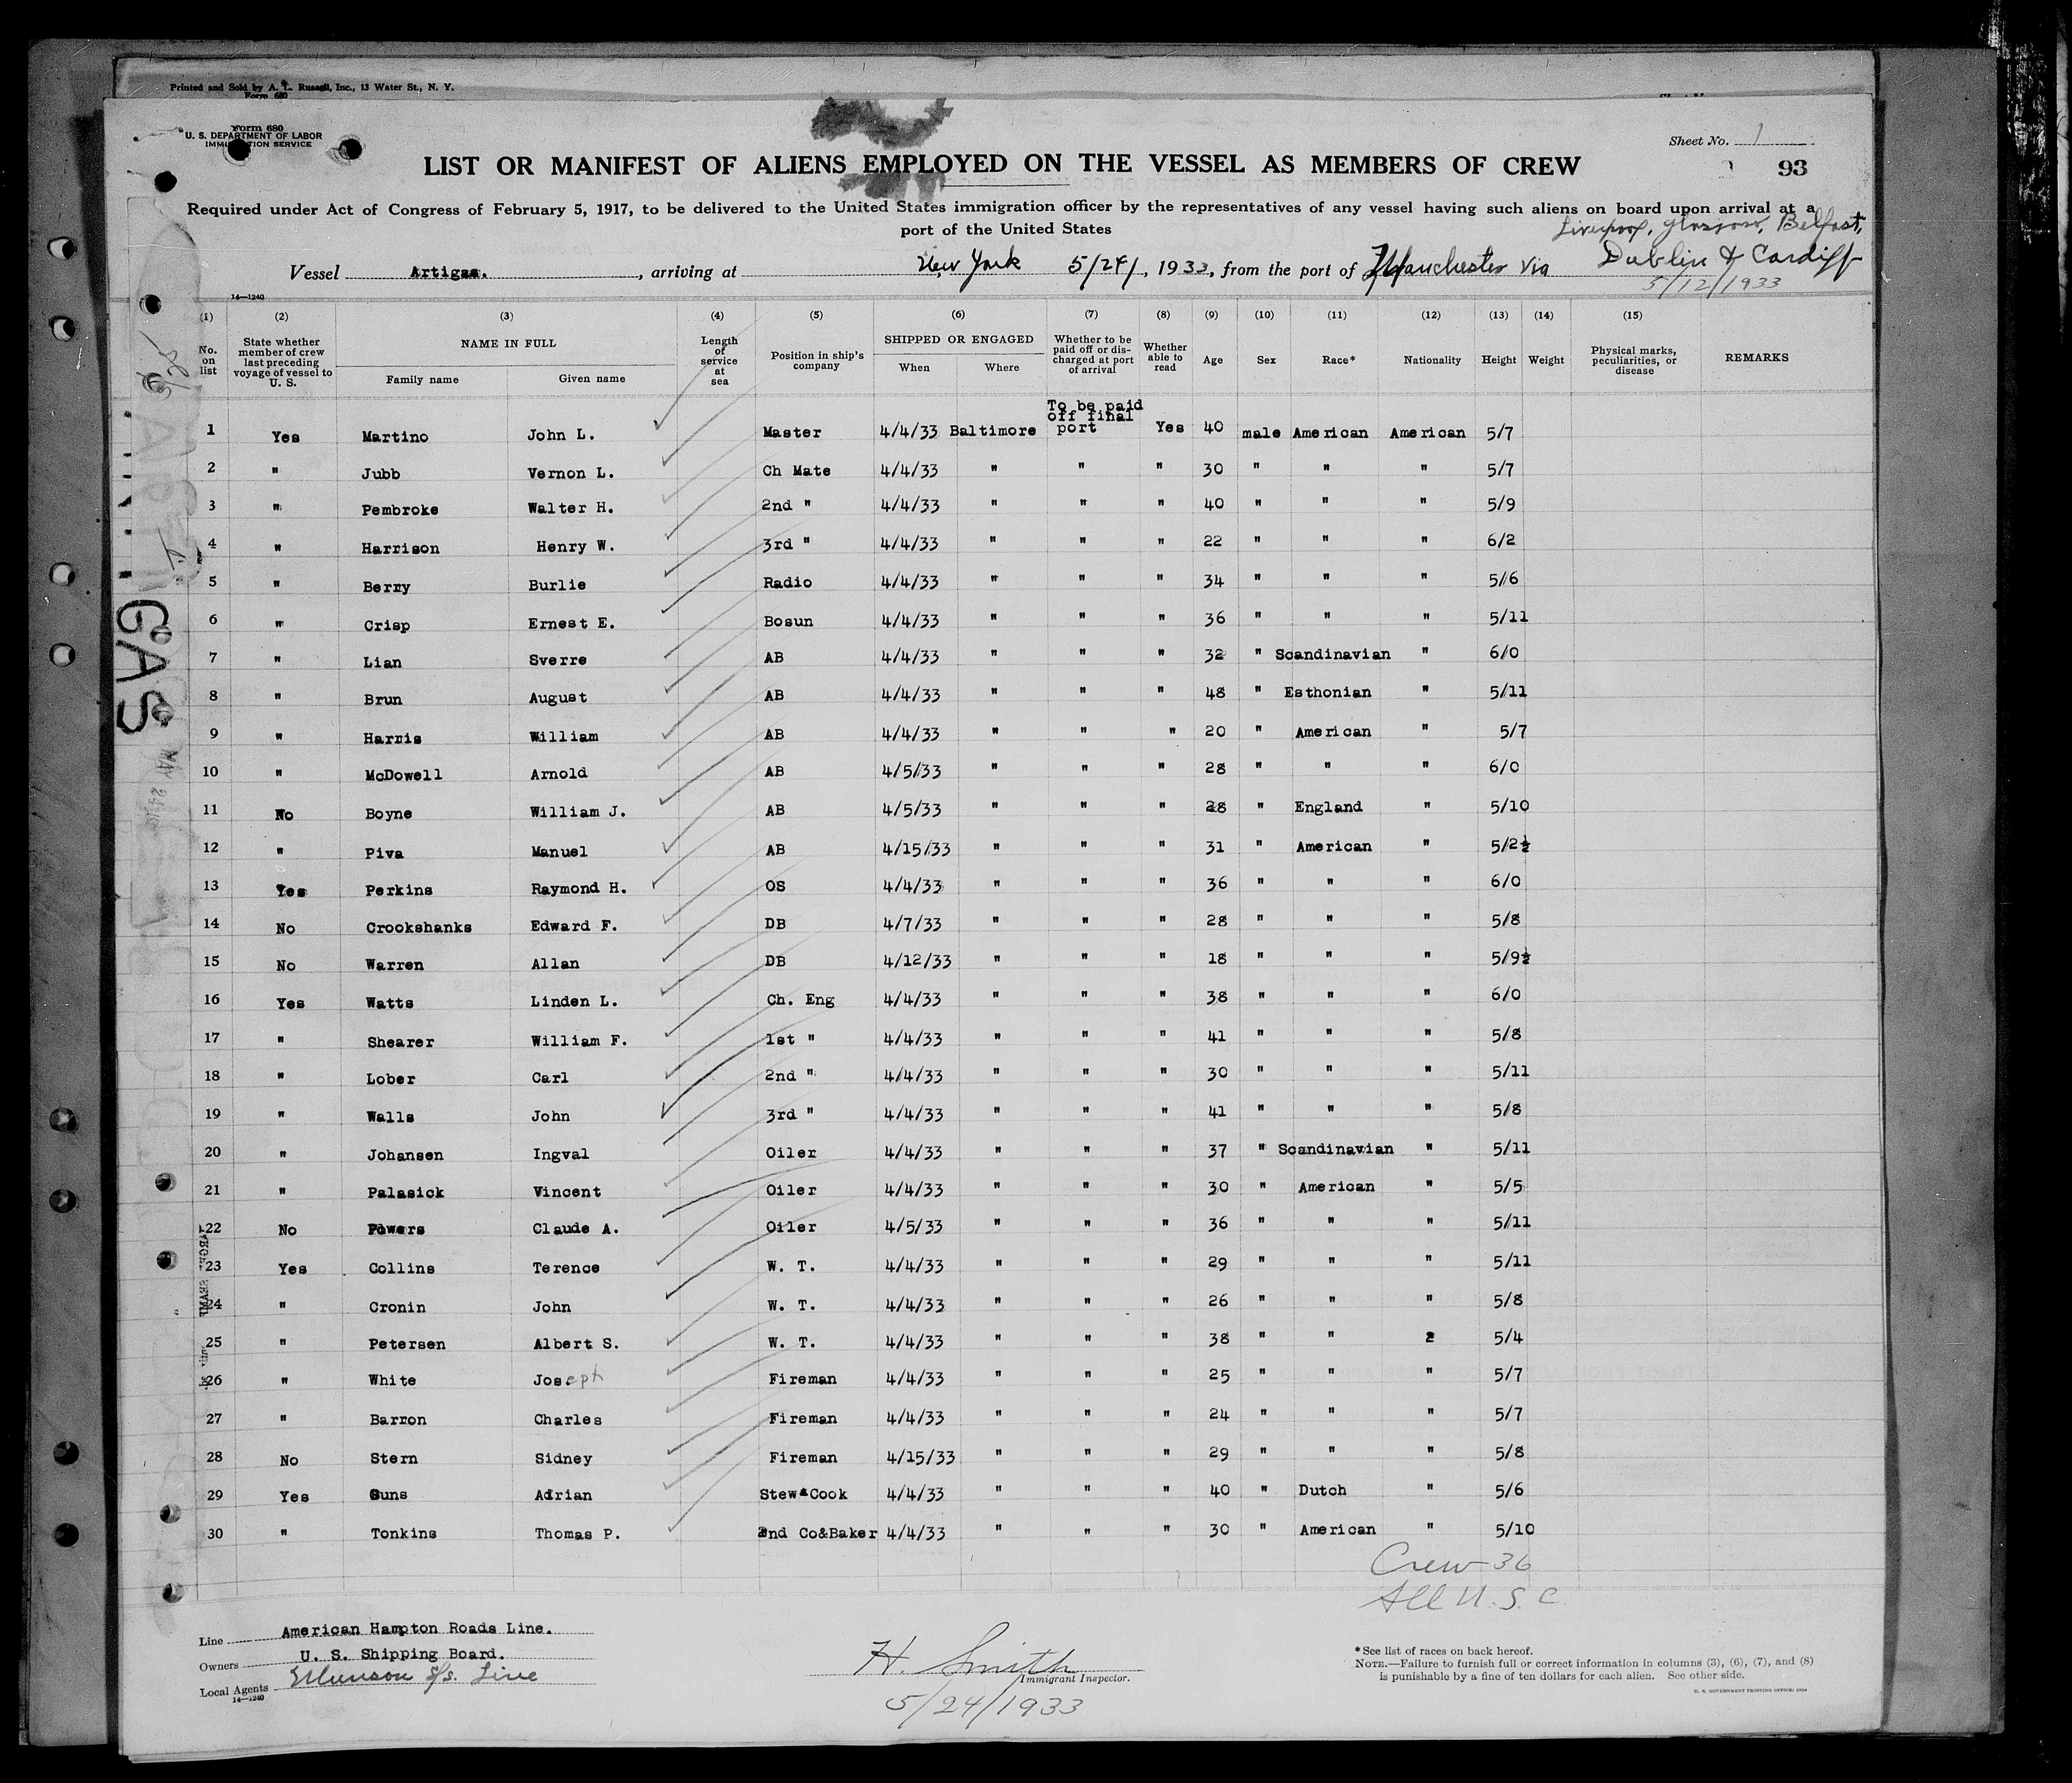 Printed and Sold by A. L. Russell, Inc., 13 Water St., N. Y.
Form 680
Form 680
U. S. DEPARTMENT OF LABOR
IMMIGRATION SERVICE
Sheet No. 1
LIST OR MANIFEST OF ALIENS EMPLOYED ON THE VESSEL AS MEMBERS OF CREW
93
Required under Act of Congress of February 5, 1917, to be delivered to the United States immigration officer by the representatives of any vessel having such aliens on board upon arrival at a
port of the United States
Liverpool, Glasgow, Belfast,
Vessel Artigas. , arriving at New York 5/24/, 1933, from the port of Manchester via Dublin & Cardiff
5/12/1933
14—1240
(1) (2) (3) (4) (5) (6) (7) (8) (9) (10) (11) (12) (13) (14) (15)
No. on list State whether member of crew last preceding voyage of vessel to U. S. NAME IN FULL Family name Given name Length of service at sea Position in ship's company SHIPPED OR ENGAGED When Where Whether to be paid off or discharged at port of arrival Whether able to read Age Sex Race* Nationality Height Weight Physical marks, peculiarities, or disease REMARKS
1 Yes Martino John L. Master 4/4/33 Baltimore To be paid off final port Yes 40 male American American 5/7
2 " Jubb Vernon L. Ch Mate 4/4/33 " " " 30 " " " 5/7
3 " Pembroke Walter H. 2nd " 4/4/33 " " " 40 " " " 5/9
4 " Harrison Henry W. 3rd " 4/4/33 " " " 22 " " " 6/2
5 " Berry Burlie Radio 4/4/33 " " " 34 " " " 5/6
6 " Crisp Ernest E. Bosun 4/4/33 " " " 36 " " " 5/11
7 " Lian Sverre AB 4/4/33 " " " 32 " Scandinavian " 6/0
8 " Brun August AB 4/4/33 " " " 48 " Esthonian " 5/11
9 " Harris William AB 4/4/33 " " " 20 " American " 5/7
10 " McDowell Arnold AB 4/5/33 " " " 28 " " " 6/0
11 No Boyne William J. AB 4/5/33 " " " 28 " England " 5/10
12 " Piva Manuel AB 4/15/33 " " " 31 " American " 5/2½
13 Yes Perkins Raymond H. OS 4/4/33 " " " 36 " " " 6/0
14 No Crookshanks Edward F. DB 4/7/33 " " " 28 " " " 5/8
15 No Warren Allan DB 4/12/33 " " " 18 " " " 5/9½
16 Yes Watts Linden L. Ch. Eng 4/4/33 " " " 38 " " " 6/0
17 " Shearer William F. 1st " 4/4/33 " " " 41 " " " 5/8
18 " Lober Carl 2nd " 4/4/33 " " " 30 " " " 5/11
19 " Walls John 3rd " 4/4/33 " " " 41 " " " 5/8
20 " Johansen Ingval Oiler 4/4/33 " " " 37 " Scandinavian " 5/11
21 " Palasick Vincent Oiler 4/4/33 " " " 30 " American " 5/5
22 No Powers Claude A. Oiler 4/5/33 " " " 36 " " " 5/11
23 Yes Collins Terence W. T. 4/4/33 " " " 29 " " " 5/11
24 " Cronin John W. T. 4/4/33 " " " 26 " " " 5/8
25 " Petersen Albert S. W. T. 4/4/33 " " " 38 " " 2 5/4
26 " White Joseph Fireman 4/4/33 " " " 25 " " " 5/7
27 " Barron Charles Fireman 4/4/33 " " " 24 " " " 5/7
28 No Stern Sidney Fireman 4/15/33 " " " 29 " " " 5/8
29 Yes Suns Adrian Stew&Cook 4/4/33 " " " 40 " Dutch " 5/6
30 " Tonkins Thomas P. 2nd Co&Baker 4/4/33 " " " 30 " American " 5/10
Crew 36
All U. S. C.
Line American Hampton Roads Line.
Owners U. S. Shipping Board.
Local Agents Munson S/S. Line
14—1240
H. Smith
Immigrant Inspector.
5/24/1933
*See list of races on back hereof.
NOTE.—Failure to furnish full or correct information in columns (3), (6), (7), and (8)
is punishable by a fine of ten dollars for each alien. See other side.
U. S. GOVERNMENT PRINTING OFFICE:
ARTIGAS
MAY 24